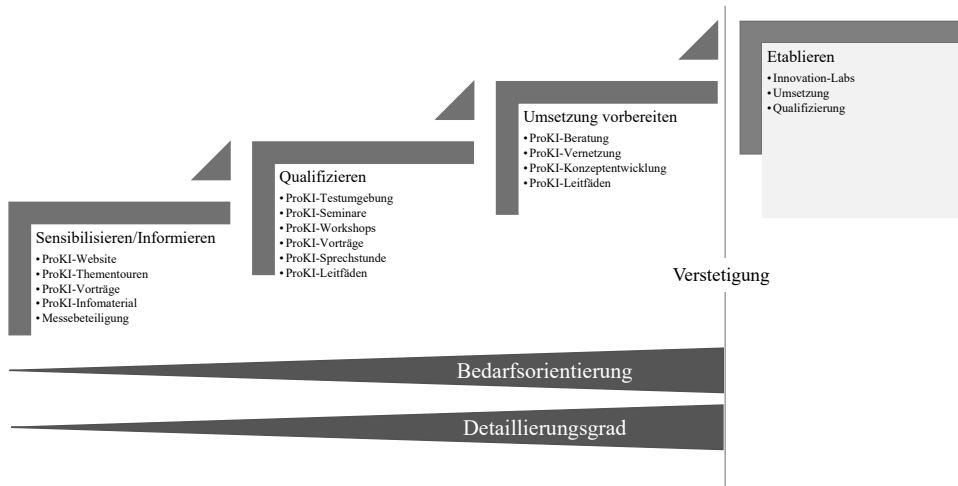 Sensibilisieren/Informieren
• ProKI-Website
• ProKI-Thementouren
• ProKI-Vorträge
• ProKI-Infomaterial
• Messebeteiligung
Qualifizieren
• ProKI-Testumgebung
• ProKI-Seminare
• ProKI-Workshops
• ProKI-Vorträge
• ProKI-Sprechstunde
• ProKI-Leitfäden
Umsetzung vorbereiten
• ProKI-Beratung
• ProKI-Vernetzung
• ProKI-Konzeptentwicklung
• ProKI-Leitfäden
Etablieren
• Innovation-Labs
• Umsetzung
• Qualifizierung
Verstetigung
Bedarfsorientierung
Detaillierungsgrad